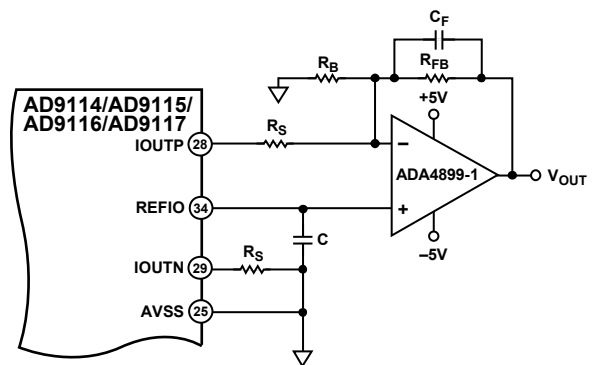 C_F
R_B
R_FB
AD9114/AD9115/
AD9116/AD9117
+5V
IOUTP 28
R_S
–
ADA4899-1
V_OUT
REFIO 34
+
C
–5V
IOUTN 29
R_S
AVSS 25